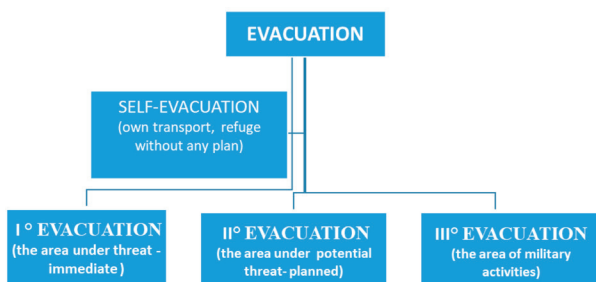 EVACUATION
SELF-EVACUATION
(own transport, refuge
without any plan)
I ° EVACUATION
(the area under threat -
immediate )
II° EVACUATION
(the area under potential
threat- planned)
III° EVACUATION
(the area of military
activities)